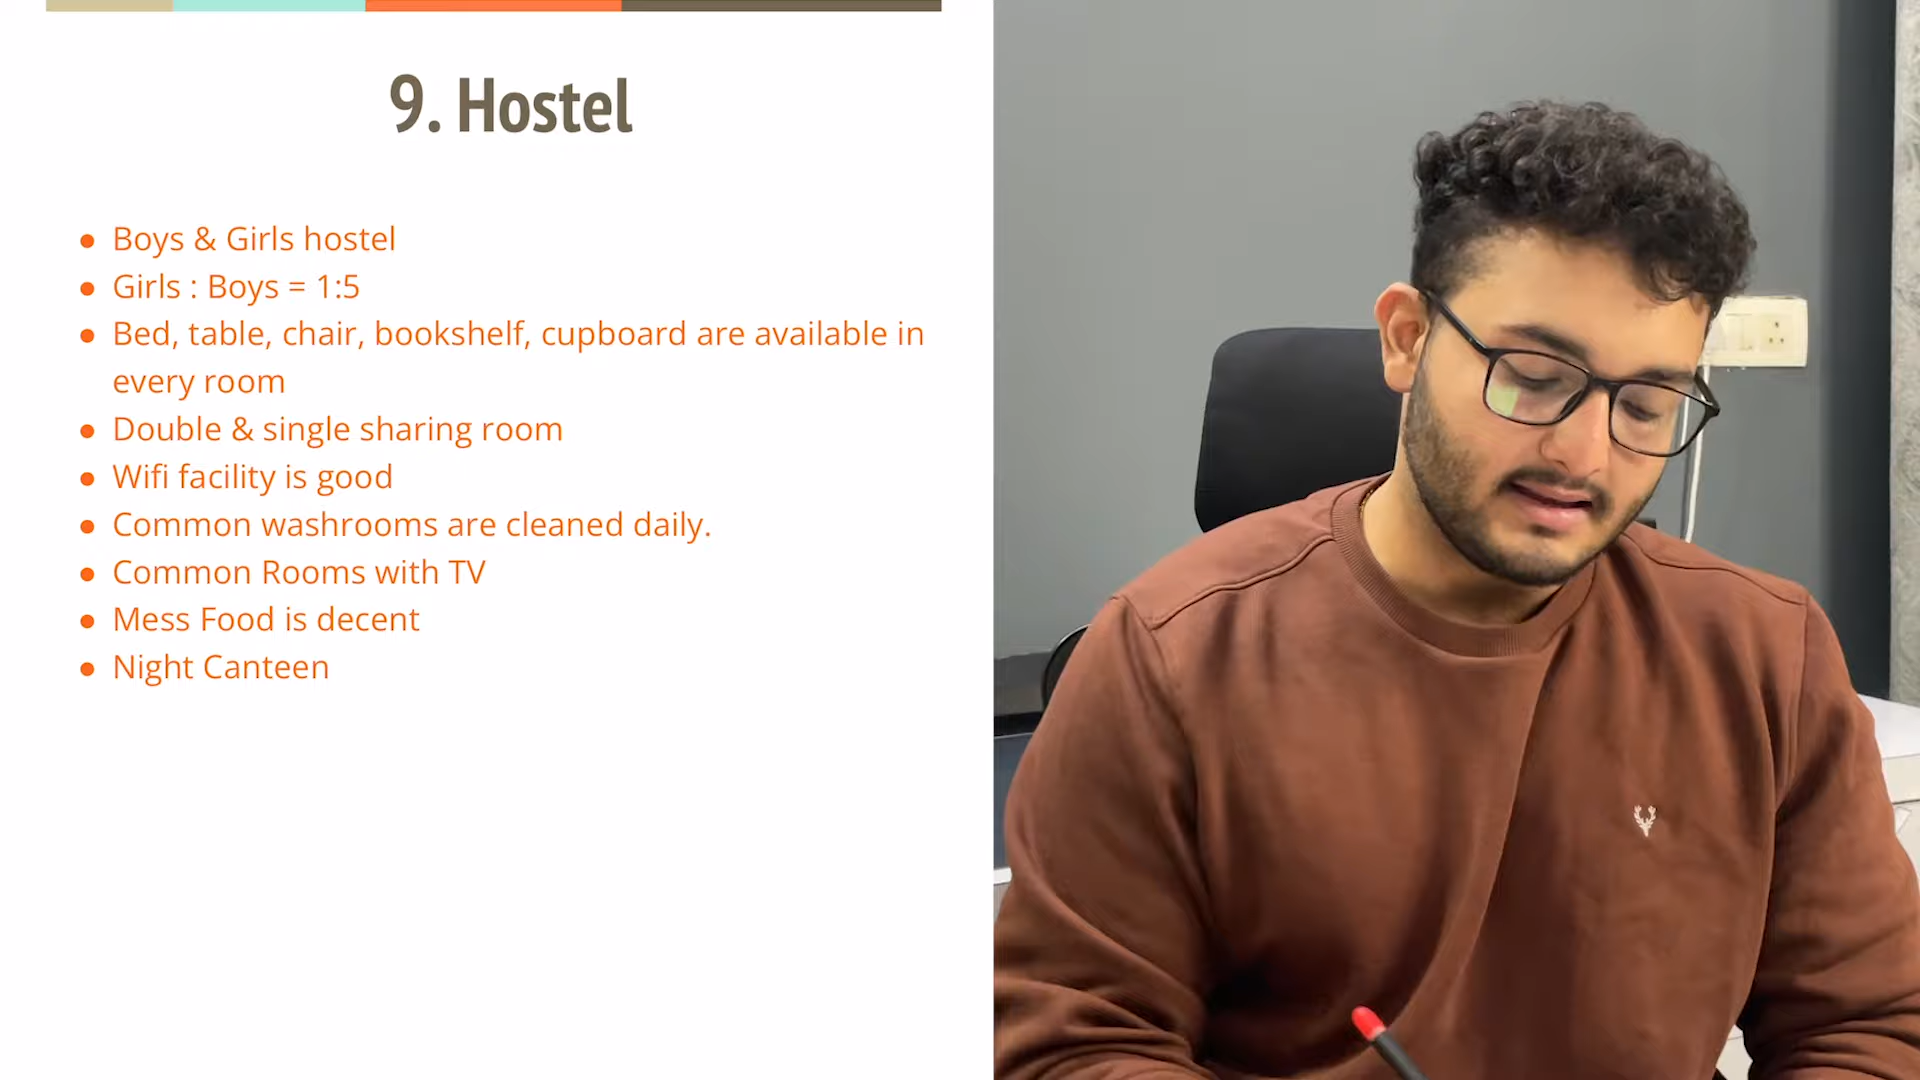 9. Hostel
● Boys & Girls hostel
● Girls : Boys = 1:5
● Bed, table, chair, bookshelf, cupboard are available in
every room
● Double & single sharing room
● Wifi facility is good
● Common washrooms are cleaned daily.
● Common Rooms with TV
● Mess Food is decent
● Night Canteen